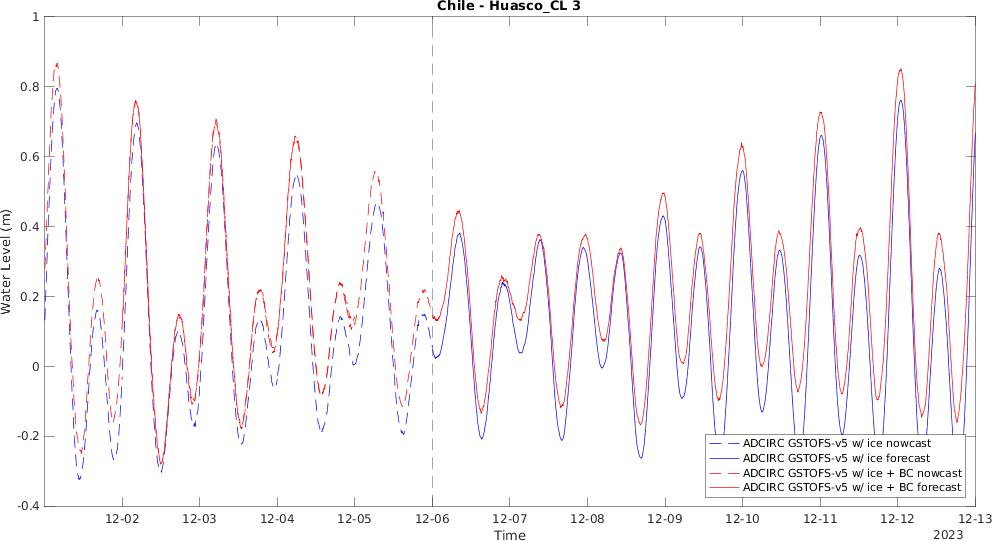 Chile - Huasco_CL 3
Water Level (m)
1
0.8
0.6
0.4
0.2
0
-0.2
-0.4
12-02 12-03 12-04 12-05 12-06 12-07 12-08 12-09 12-10 12-11 12-12 12-13
Time
2023
ADCIRC GSTOFS-v5 w/ ice nowcast
ADCIRC GSTOFS-v5 w/ ice forecast
ADCIRC GSTOFS-v5 w/ ice + BC nowcast
ADCIRC GSTOFS-v5 w/ ice + BC forecast